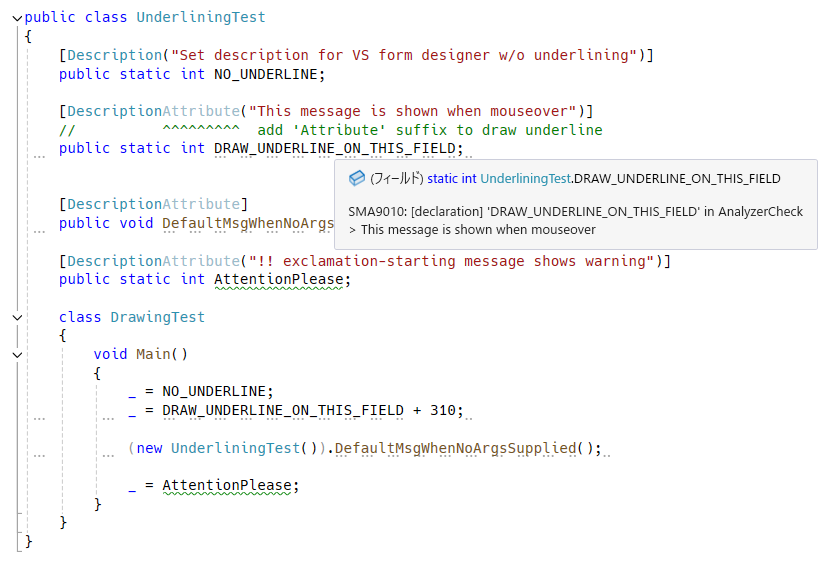 public class UnderliningTest
{
[Description("Set description for VS form designer w/o underlining")]
public static int NO_UNDERLINE;
[DescriptionAttribute("This message is shown when mouseover")]
// ^^^^^^^^^ add 'Attribute' suffix to draw underline
public static int DRAW_UNDERLINE_ON_THIS_FIELD;
(フィールド) static int UnderliningTest.DRAW_UNDERLINE_ON_THIS_FIELD
SMA9010: [declaration] 'DRAW_UNDERLINE_ON_THIS_FIELD' in AnalyzerCheck
> This message is shown when mouseover
[DescriptionAttribute]
public void DefaultMsgWhenNoArgs
[DescriptionAttribute("!! exclamation-starting message shows warning")]
public static int AttentionPlease;
class DrawingTest
{
void Main()
{
_ = NO_UNDERLINE;
_ = DRAW_UNDERLINE_ON_THIS_FIELD + 310;
(new UnderliningTest()).DefaultMsgWhenNoArgsSupplied();
_ = AttentionPlease;
}
}
}